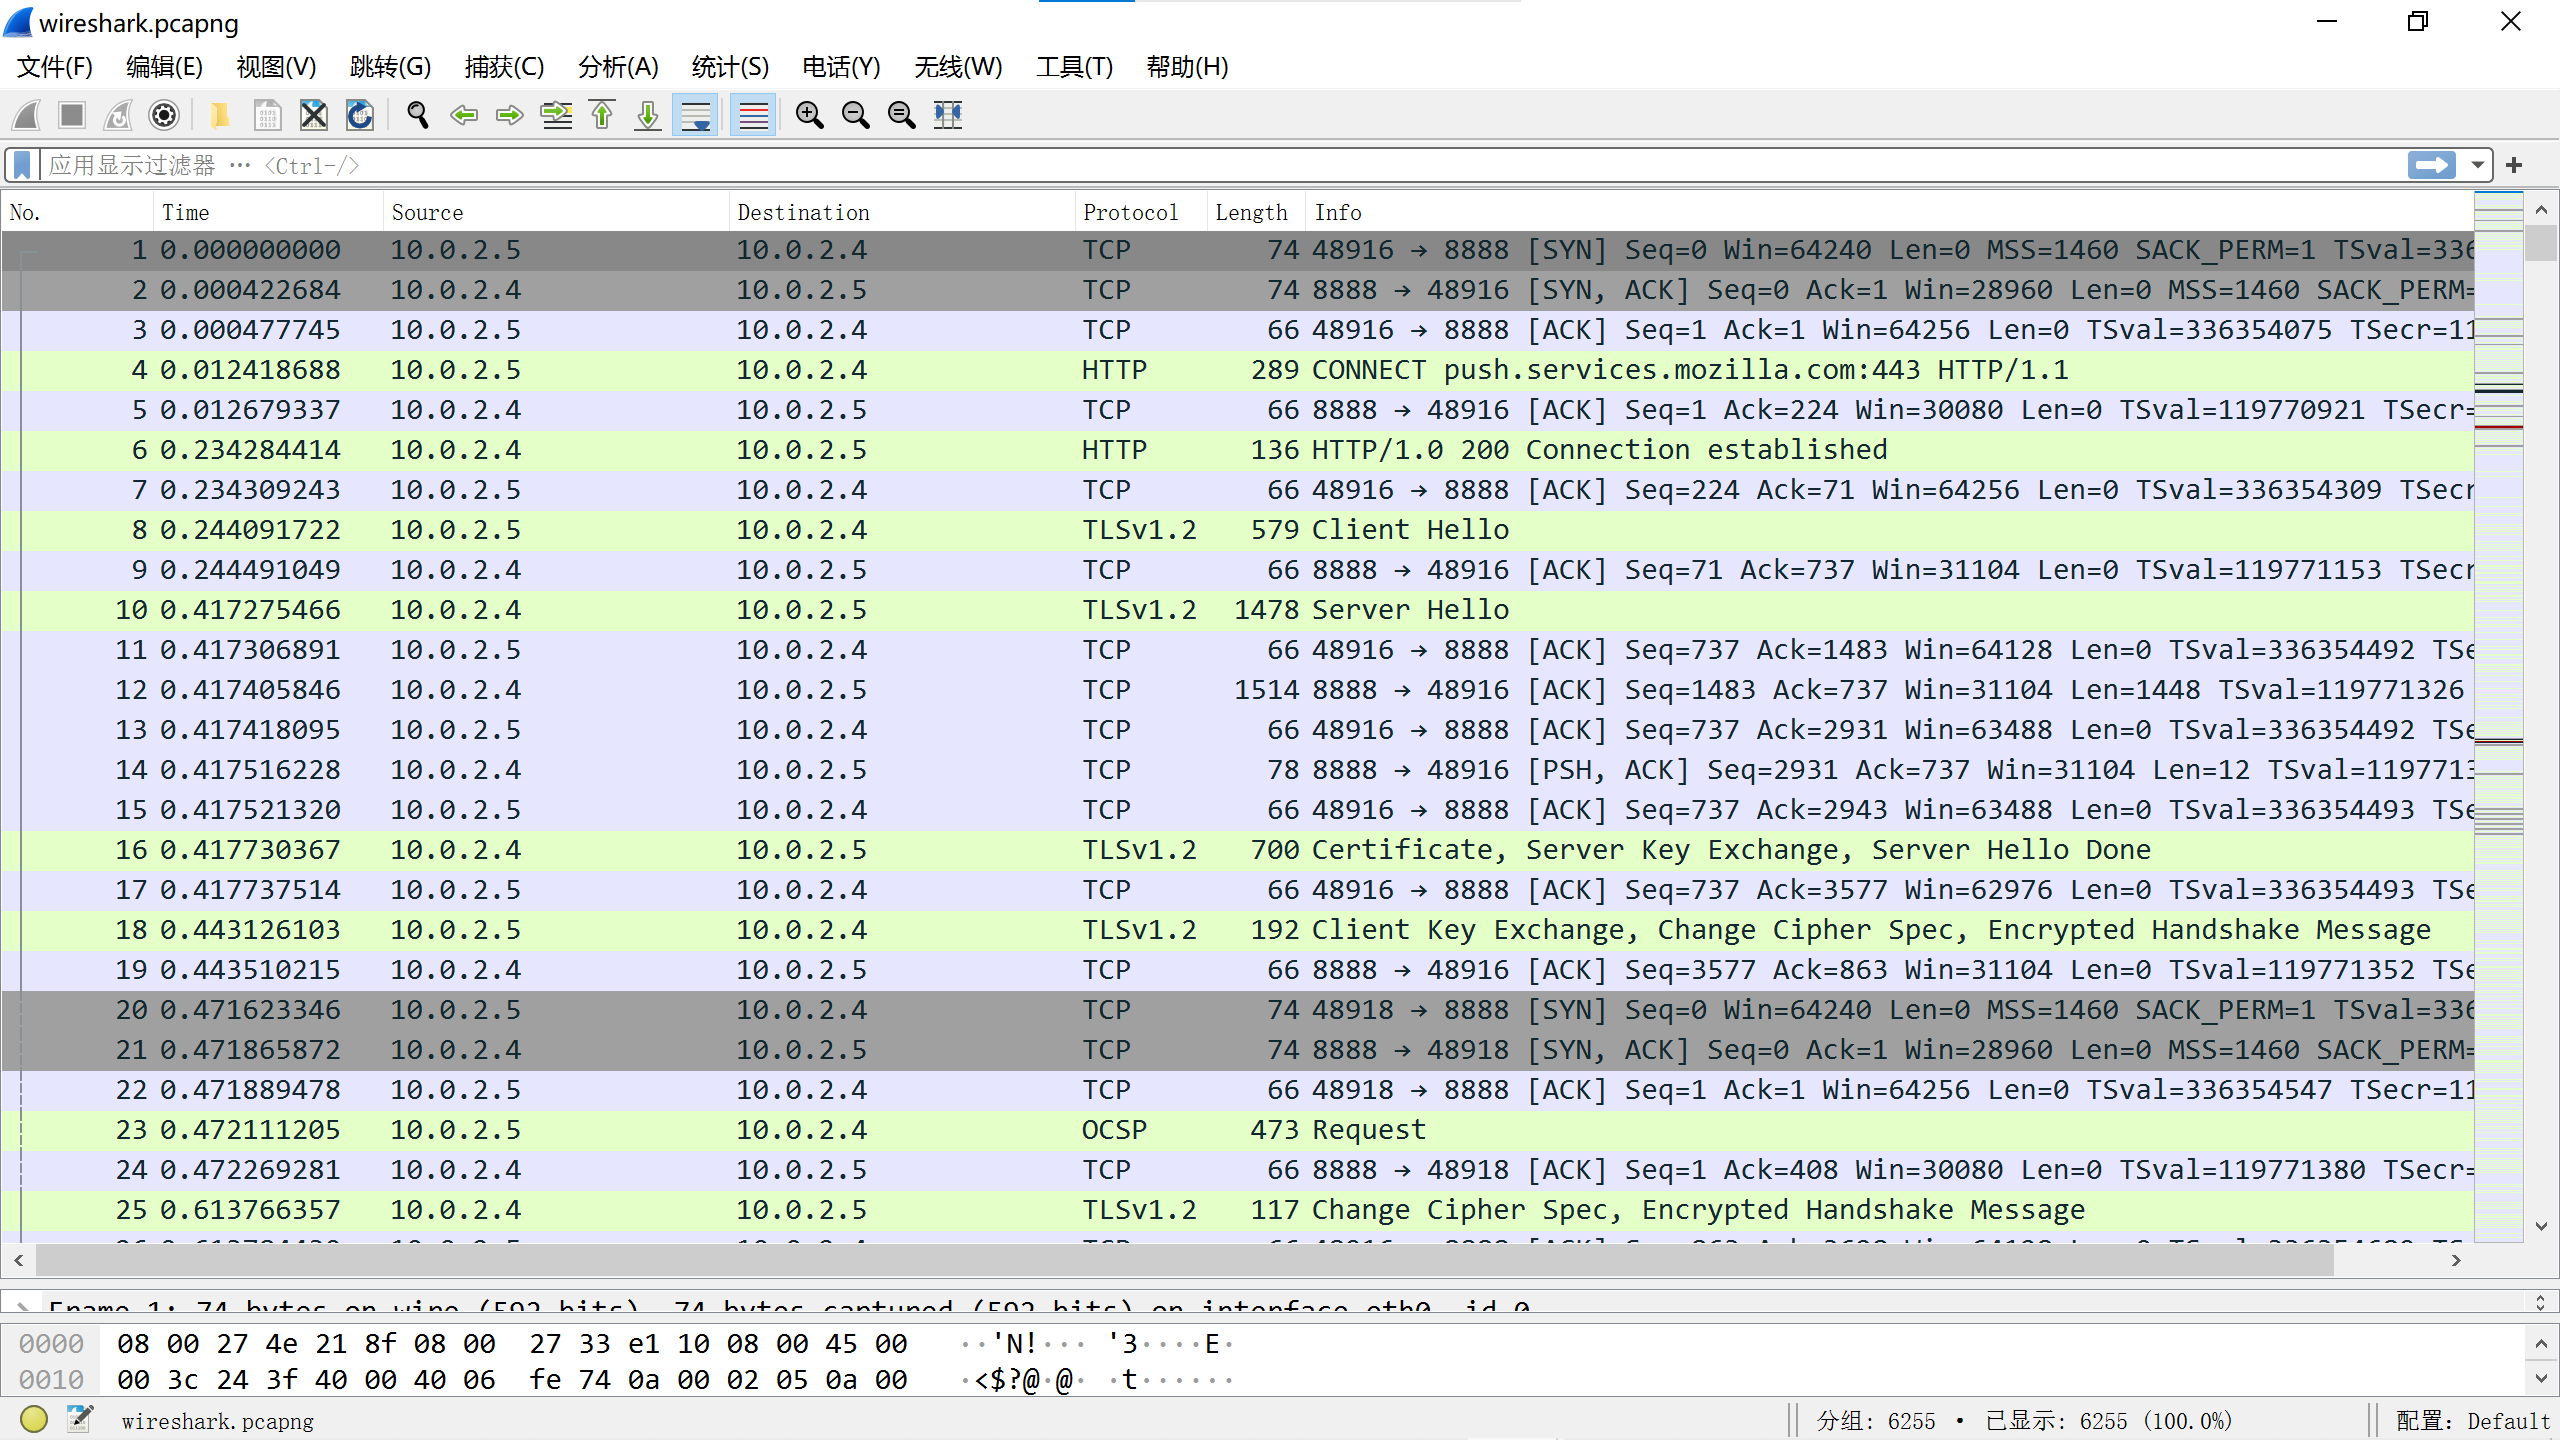 wireshark.pcapng
文件(F) 编辑(E) 视图(V) 跳转(G) 捕获(C) 分析(A) 统计(S) 电话(Y) 无线(W) 工具(T) 帮助(H)
应用显示过滤器 … <Ctrl-/>
No. Time Source Destination Protocol Length Info
1 0.000000000 10.0.2.5 10.0.2.4 TCP 74 48916 → 8888 [SYN] Seq=0 Win=64240 Len=0 MSS=1460 SACK_PERM=1 TSval=336
2 0.000422684 10.0.2.4 10.0.2.5 TCP 74 8888 → 48916 [SYN, ACK] Seq=0 Ack=1 Win=28960 Len=0 MSS=1460 SACK_PERM=
3 0.000477745 10.0.2.5 10.0.2.4 TCP 66 48916 → 8888 [ACK] Seq=1 Ack=1 Win=64256 Len=0 TSval=336354075 TSecr=11
4 0.012418688 10.0.2.5 10.0.2.4 HTTP 289 CONNECT push.services.mozilla.com:443 HTTP/1.1
5 0.012679337 10.0.2.4 10.0.2.5 TCP 66 8888 → 48916 [ACK] Seq=1 Ack=224 Win=30080 Len=0 TSval=119770921 TSecr=
6 0.234284414 10.0.2.4 10.0.2.5 HTTP 136 HTTP/1.0 200 Connection established
7 0.234309243 10.0.2.5 10.0.2.4 TCP 66 48916 → 8888 [ACK] Seq=224 Ack=71 Win=64256 Len=0 TSval=336354309 TSecr
8 0.244091722 10.0.2.5 10.0.2.4 TLSv1.2 579 Client Hello
9 0.244491049 10.0.2.4 10.0.2.5 TCP 66 8888 → 48916 [ACK] Seq=71 Ack=737 Win=31104 Len=0 TSval=119771153 TSecr
10 0.417275466 10.0.2.4 10.0.2.5 TLSv1.2 1478 Server Hello
11 0.417306891 10.0.2.5 10.0.2.4 TCP 66 48916 → 8888 [ACK] Seq=737 Ack=1483 Win=64128 Len=0 TSval=336354492 TSe
12 0.417405846 10.0.2.4 10.0.2.5 TCP 1514 8888 → 48916 [ACK] Seq=1483 Ack=737 Win=31104 Len=1448 TSval=119771326
13 0.417418095 10.0.2.5 10.0.2.4 TCP 66 48916 → 8888 [ACK] Seq=737 Ack=2931 Win=63488 Len=0 TSval=336354492 TSe
14 0.417516228 10.0.2.4 10.0.2.5 TCP 78 8888 → 48916 [PSH, ACK] Seq=2931 Ack=737 Win=31104 Len=12 TSval=1197713
15 0.417521320 10.0.2.5 10.0.2.4 TCP 66 48916 → 8888 [ACK] Seq=737 Ack=2943 Win=63488 Len=0 TSval=336354493 TSe
16 0.417730367 10.0.2.4 10.0.2.5 TLSv1.2 700 Certificate, Server Key Exchange, Server Hello Done
17 0.417737514 10.0.2.5 10.0.2.4 TCP 66 48916 → 8888 [ACK] Seq=737 Ack=3577 Win=62976 Len=0 TSval=336354493 TSe
18 0.443126103 10.0.2.5 10.0.2.4 TLSv1.2 192 Client Key Exchange, Change Cipher Spec, Encrypted Handshake Message
19 0.443510215 10.0.2.4 10.0.2.5 TCP 66 8888 → 48916 [ACK] Seq=3577 Ack=863 Win=31104 Len=0 TSval=119771352 TSe
20 0.471623346 10.0.2.5 10.0.2.4 TCP 74 48918 → 8888 [SYN] Seq=0 Win=64240 Len=0 MSS=1460 SACK_PERM=1 TSval=336
21 0.471865872 10.0.2.4 10.0.2.5 TCP 74 8888 → 48918 [SYN, ACK] Seq=0 Ack=1 Win=28960 Len=0 MSS=1460 SACK_PERM=
22 0.471889478 10.0.2.5 10.0.2.4 TCP 66 48918 → 8888 [ACK] Seq=1 Ack=1 Win=64256 Len=0 TSval=336354547 TSecr=11
23 0.472111205 10.0.2.5 10.0.2.4 OCSP 473 Request
24 0.472269281 10.0.2.4 10.0.2.5 TCP 66 8888 → 48918 [ACK] Seq=1 Ack=408 Win=30080 Len=0 TSval=119771380 TSecr=
25 0.613766357 10.0.2.4 10.0.2.5 TLSv1.2 117 Change Cipher Spec, Encrypted Handshake Message
Frame 1: 74 bytes on wire (592 bits), 74 bytes captured (592 bits) on interface eth0, id 0
0000 08 00 27 4e 21 8f 08 00 27 33 e1 10 08 00 45 00 ··'N!··· '3····E·
0010 00 3c 24 3f 40 00 40 06 fe 74 0a 00 02 05 0a 00 ·<$?@·@· ·t······
wireshark.pcapng 分组: 6255 · 已显示: 6255 (100.0%) 配置: Default